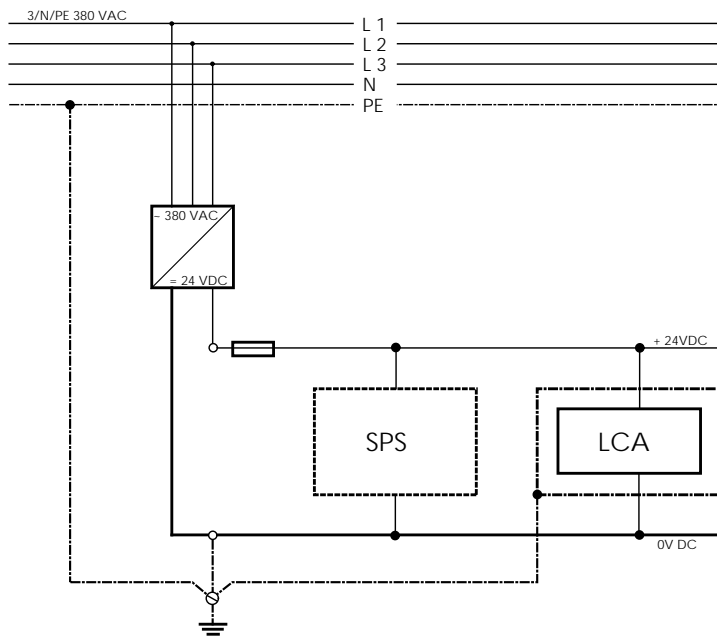 3/N/PE 380 VAC
L 1
L 2
L 3
N
PE
– 380 VAC
= 24 VDC
+ 24VDC
SPS
LCA
0V DC